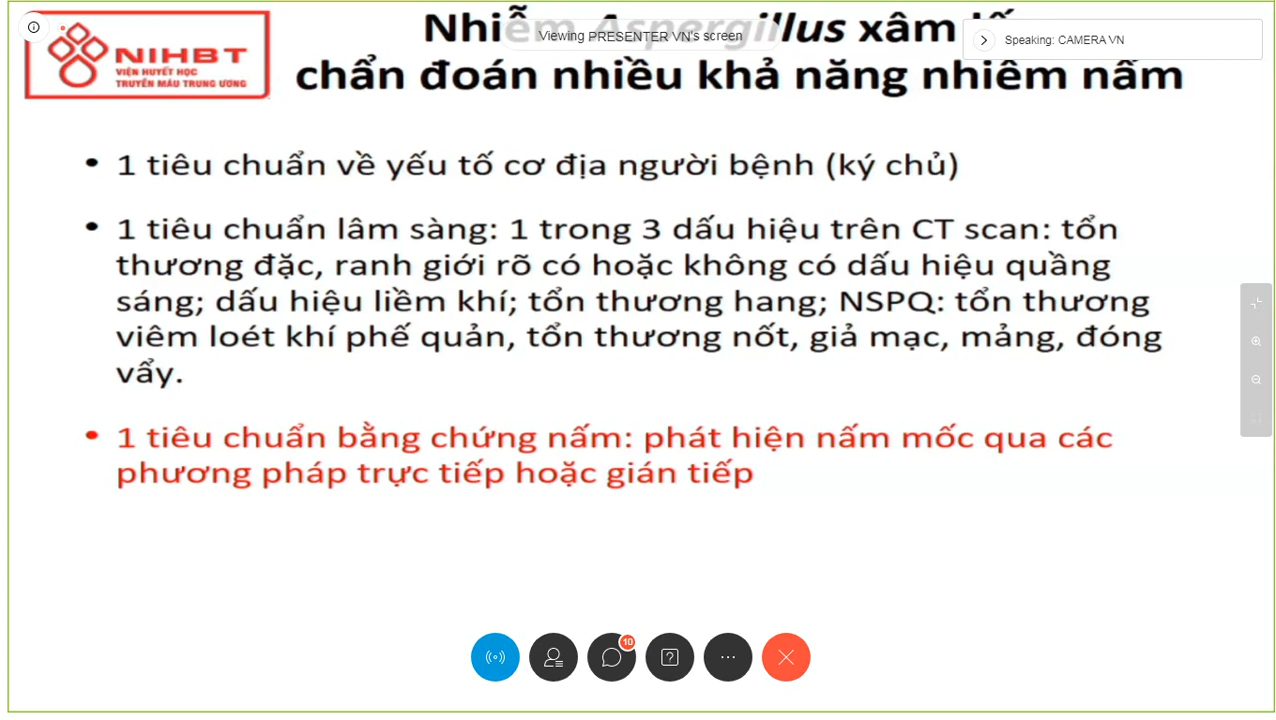 Nhiễm Aspergillus xâm lấ
chẩn đoán nhiều khả năng nhiễm nấm
NIHBT
VIỆN HUYẾT HỌC
TRUYỀN MÁU TRUNG ƯƠNG
Viewing PRESENTER VN's screen
Speaking: CAMERA VN
• 1 tiêu chuẩn về yếu tố cơ địa người bệnh (ký chủ)
• 1 tiêu chuẩn lâm sàng: 1 trong 3 dấu hiệu trên CT scan: tổn
thương đặc, ranh giới rõ có hoặc không có dấu hiệu quầng
sáng; dấu hiệu liềm khí; tổn thương hang; NSPQ: tổn thương
viêm loét khí phế quản, tổn thương nốt, giả mạc, mảng, đóng
vẩy.
• 1 tiêu chuẩn bằng chứng nấm: phát hiện nấm mốc qua các
phương pháp trực tiếp hoặc gián tiếp
10